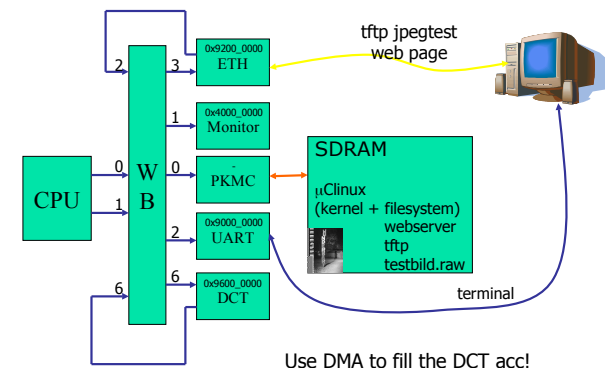 tftp jpegtest
web page
0x9200_0000
ETH
2
3
0x4000_0000
Monitor
1
SDRAM
-
PKMC
0
0
W
B
CPU
1
μClinux
(kernel + filesystem)
webserver
tftp
testbild.raw
0x9000_0000
UART
2
0x9600_0000
DCT
6
6
terminal
Use DMA to fill the DCT acc!